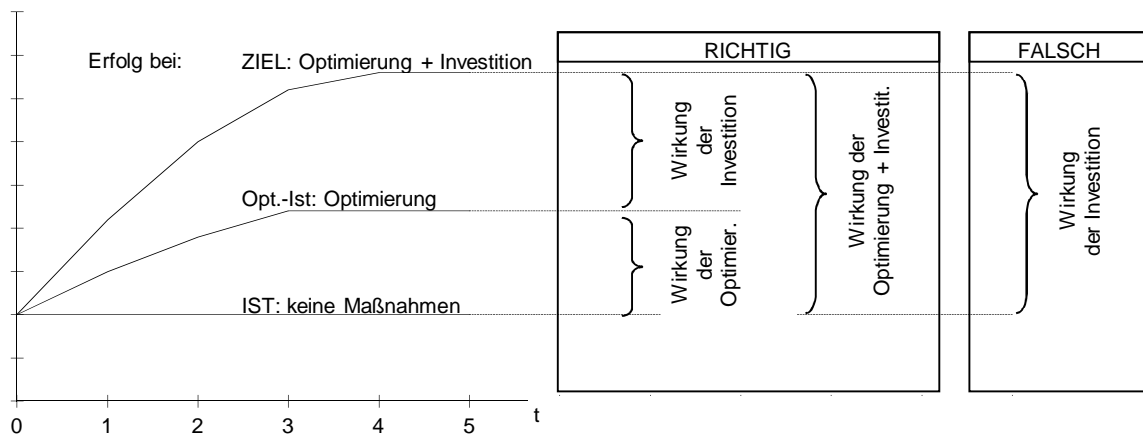 Erfolg bei:
ZIEL: Optimierung + Investition
Opt.-Ist: Optimierung
IST: keine Maßnahmen
0
1
2
3
4
5
t
RICHTIG
Wirkung
der
Investition
Wirkung
der
Optimier.
Wirkung der
Optimierung + Investit.
FALSCH
Wirkung
der Investition